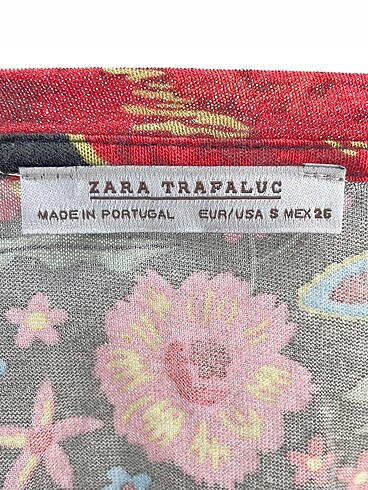 ZARA TRAFALUC
MADE IN PORTUGAL EUR/USA S MEX 26